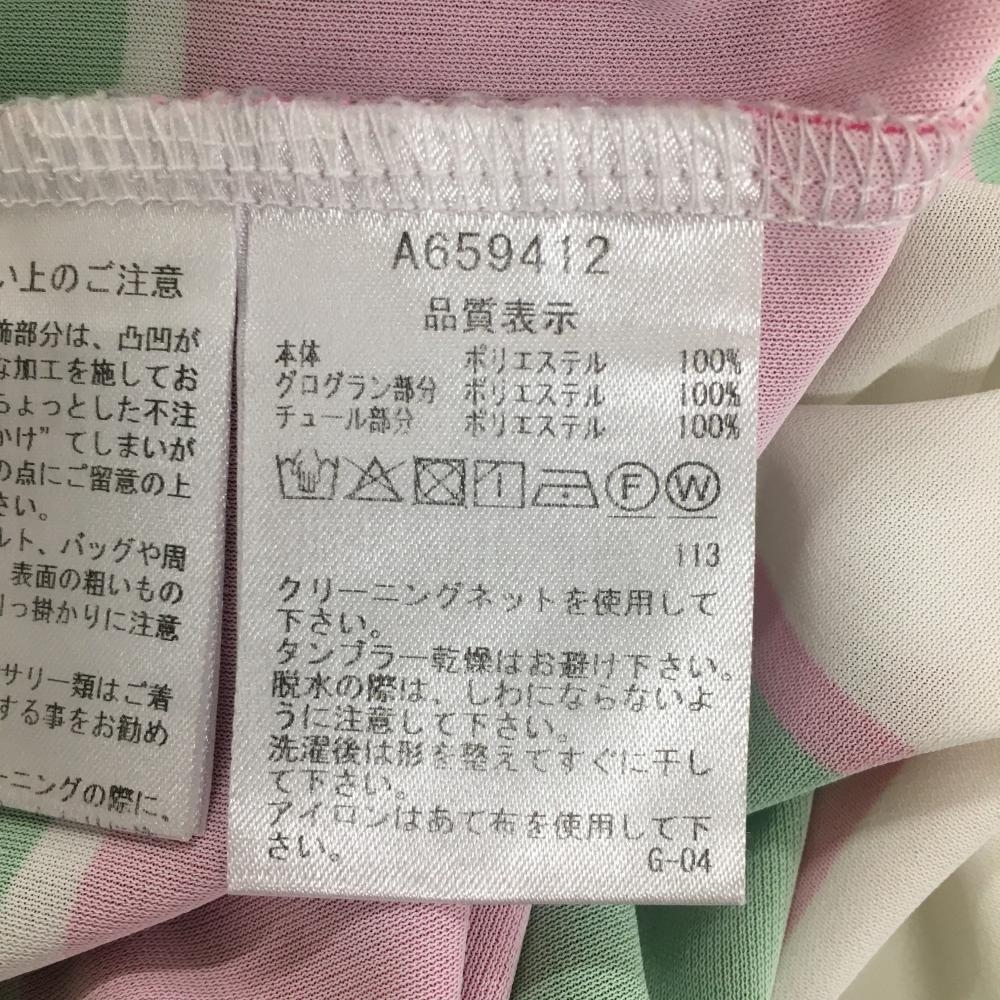 い上のご注意
飾部分は、凸凹が
な加工を施してお
ちょっとした不注
かけ”てしまいが
の点にご留意の上
さい。
ルト、バッグや周
表面の粗いもの
引っ掛かりに注意
サリー類はご着
する事をお勧め
ーニングの際に、
A659412
品質表示
本体 ポリエステル 100%
グログラン部分 ポリエステル 100%
チュール部分 ポリエステル 100%
F W
113
クリーニングネットを使用して
下さい。
タンブラー乾燥はお避け下さい。
脱水の際は、しわにならないよ
うに注意して下さい。
洗濯後は形を整えてすぐに干し
て下さい。
アイロンはあて布を使用して下
さい。
G-04